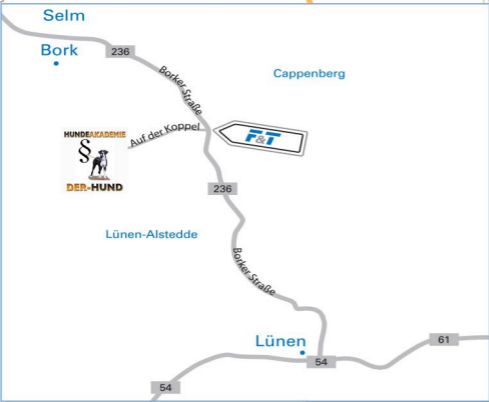 Selm
Bork
236
Borker Straße
Cappenberg
HUNDEAKADEMIE
§
DER-HUND
Auf der Koppel
F&T
236
Lünen-Alstedde
Borker Straße
Lünen
61
54
54